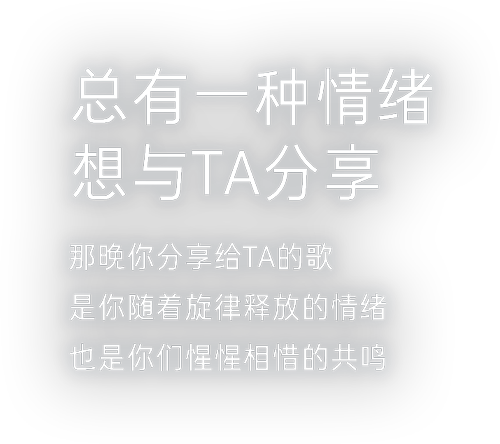 总有一种情绪
想与TA分享
那晚你分享给TA的歌
是你随着旋律释放的情绪
也是你们惺惺相惜的共鸣